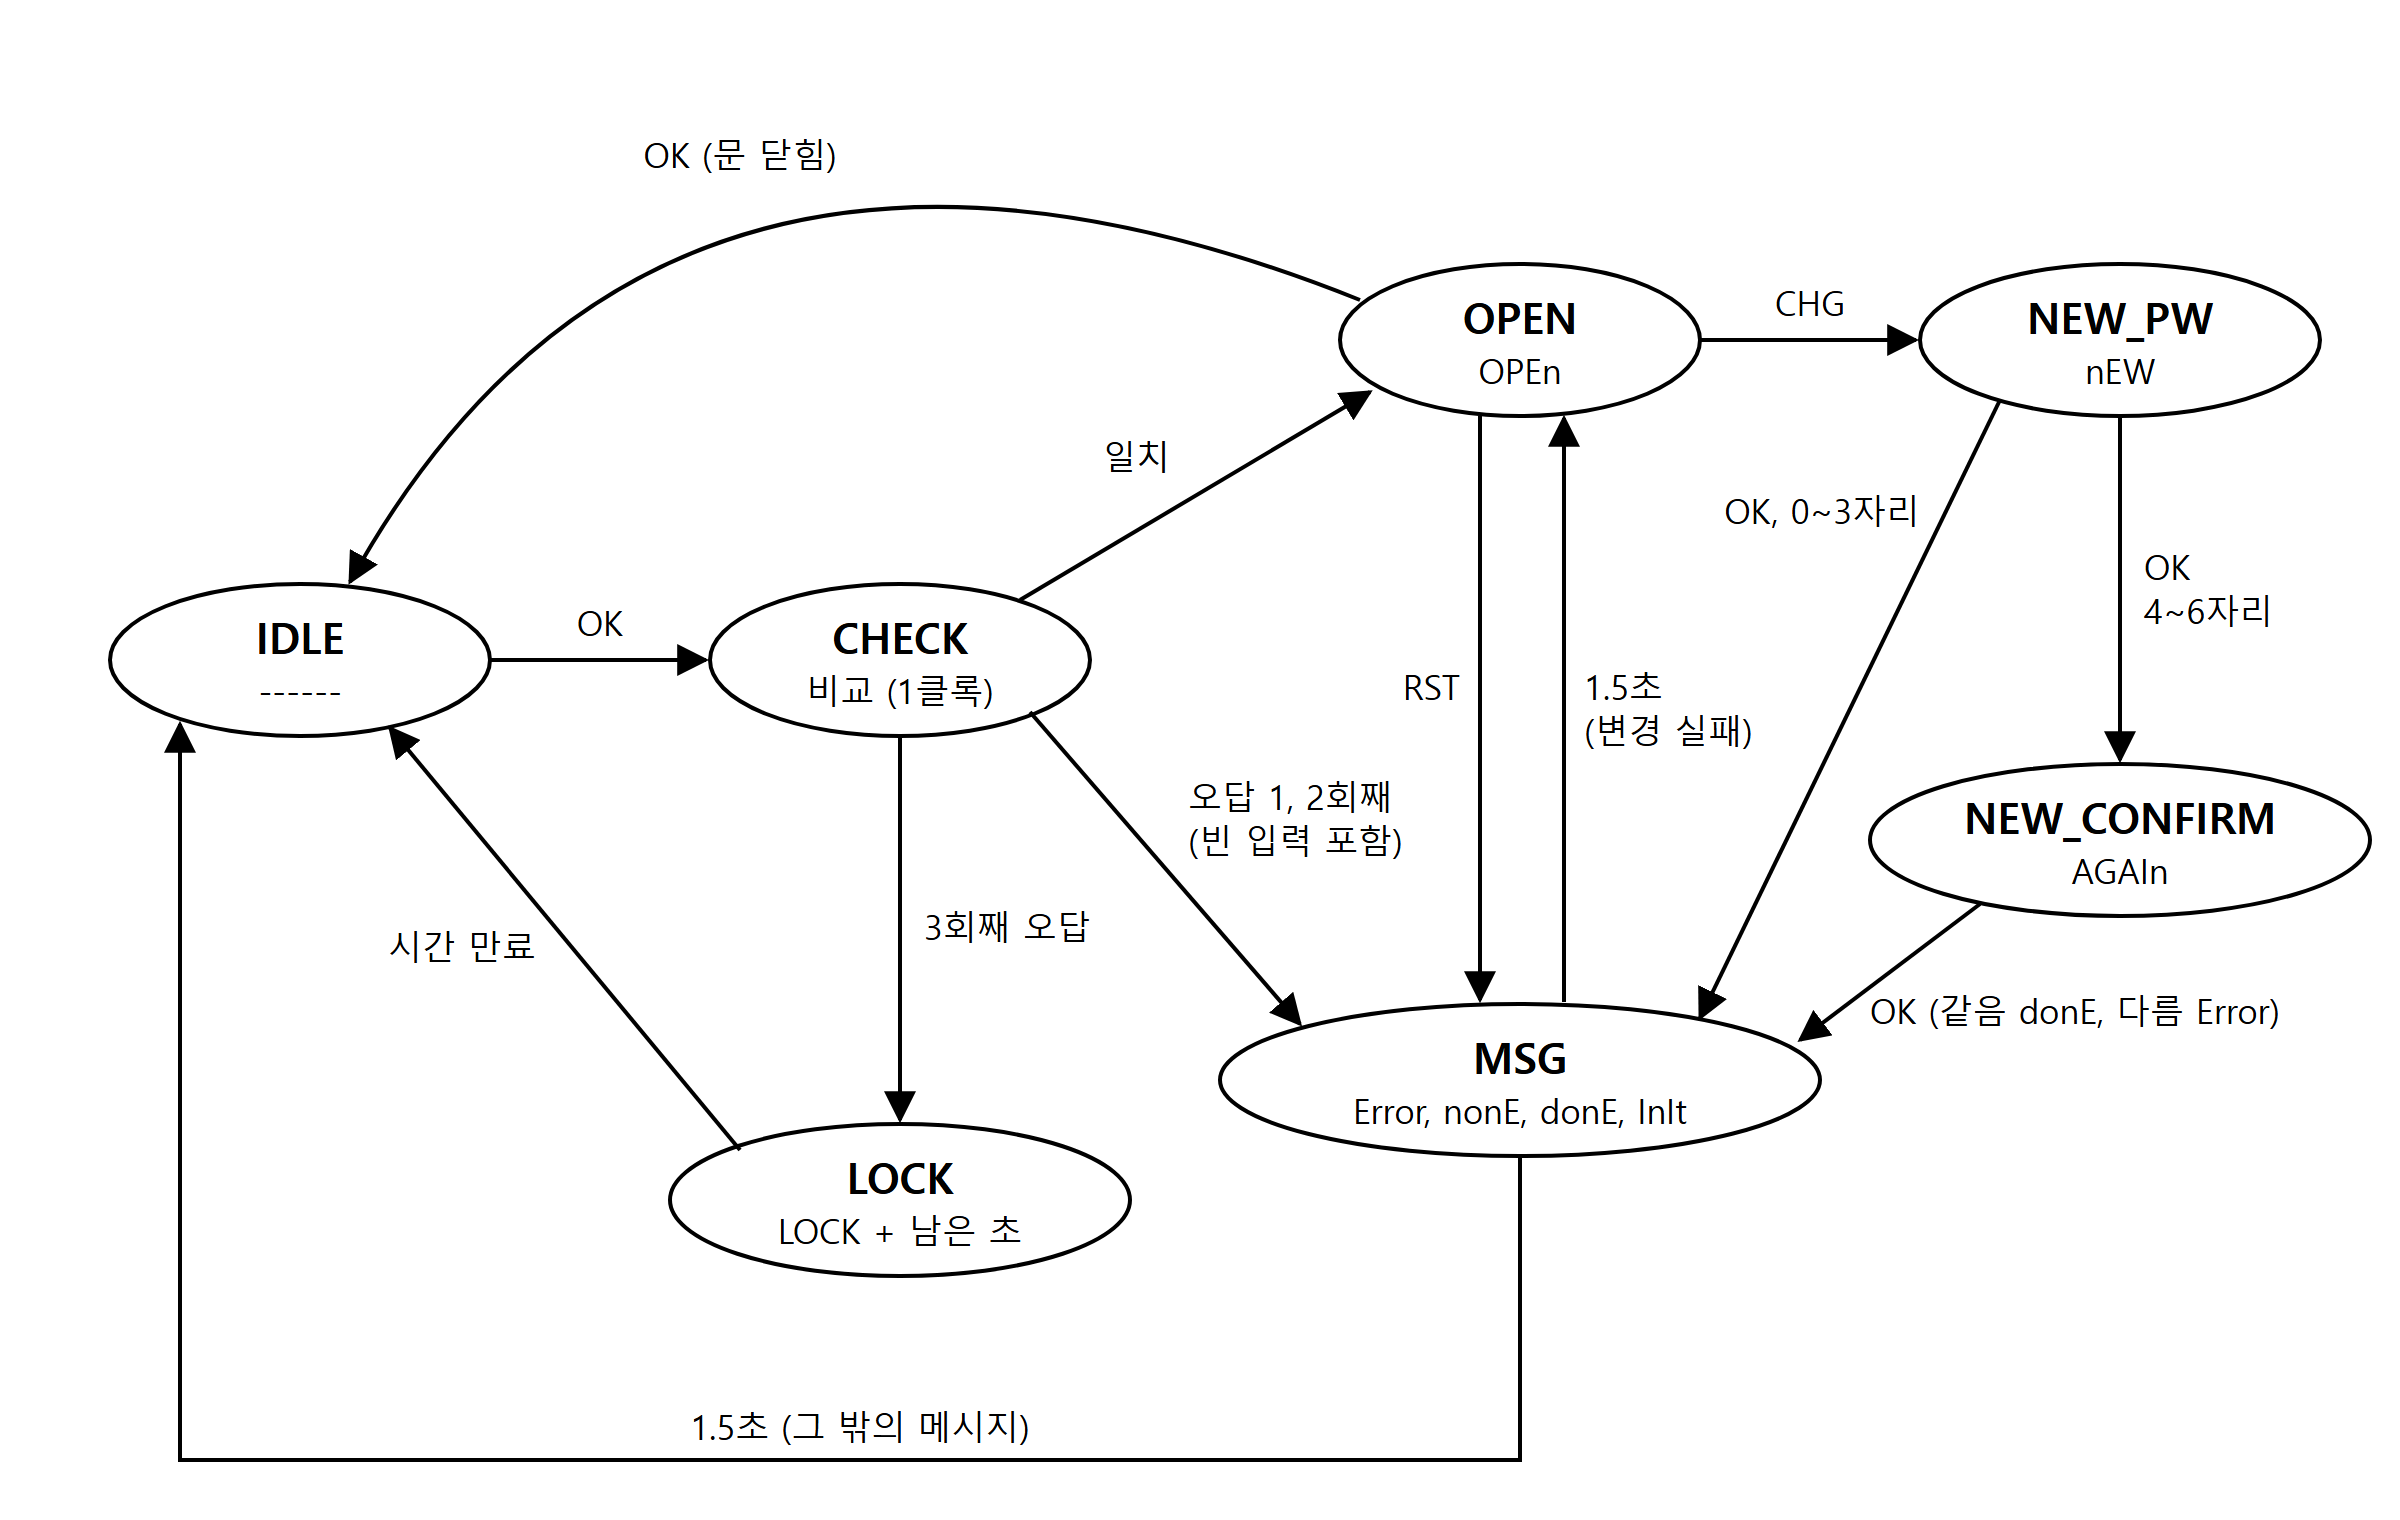 OK (문 닫힘)
OPEN
OPEn
CHG
NEW_PW
nEW
일치
OK, 0~3자리
OK
4~6자리
IDLE
------
OK
CHECK
비교 (1클록)
RST
1.5초
(변경 실패)
오답 1, 2회째
(빈 입력 포함)
NEW_CONFIRM
AGAIn
시간 만료
3회째 오답
OK (같음 donE, 다름 Error)
MSG
Error, nonE, donE, InIt
LOCK
LOCK + 남은 초
1.5초 (그 밖의 메시지)